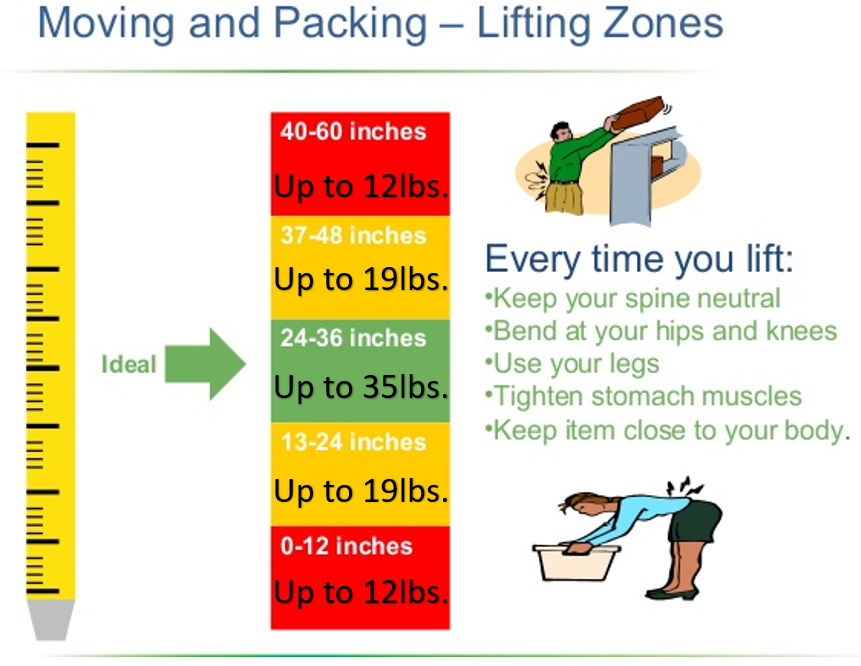 Moving and Packing – Lifting Zones
40-60 inches
Up to 12lbs.
37-48 inches
Up to 19lbs.
Ideal
24-36 inches
Up to 35lbs.
13-24 inches
Up to 19lbs.
0-12 inches
Up to 12lbs.
Every time you lift:
•Keep your spine neutral
•Bend at your hips and knees
•Use your legs
•Tighten stomach muscles
•Keep item close to your body.